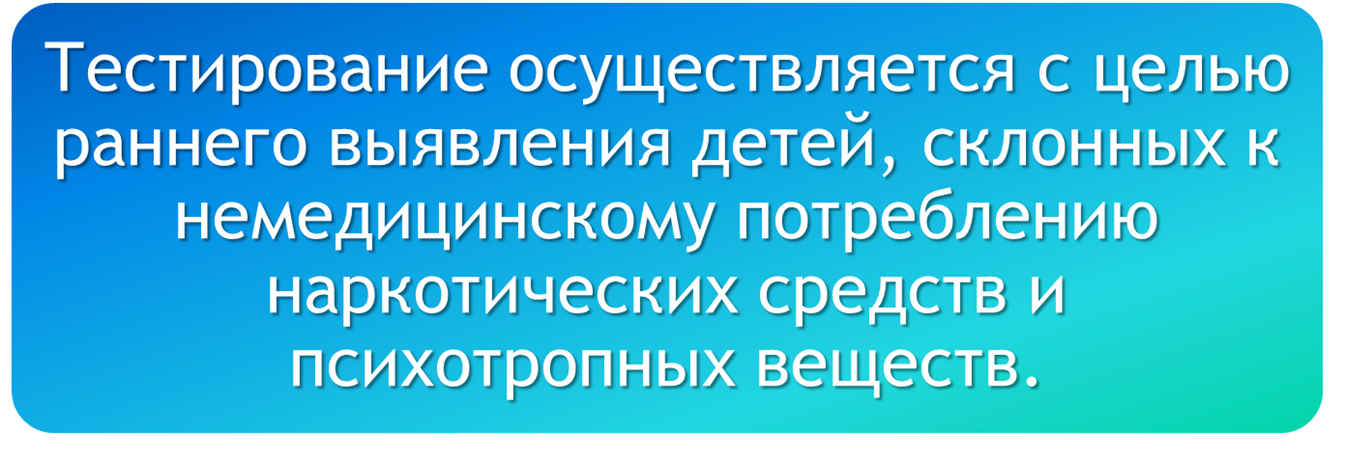 Тестирование осуществляется с целью
раннего выявления детей, склонных к
немедицинскому потреблению
наркотических средств и
психотропных веществ.